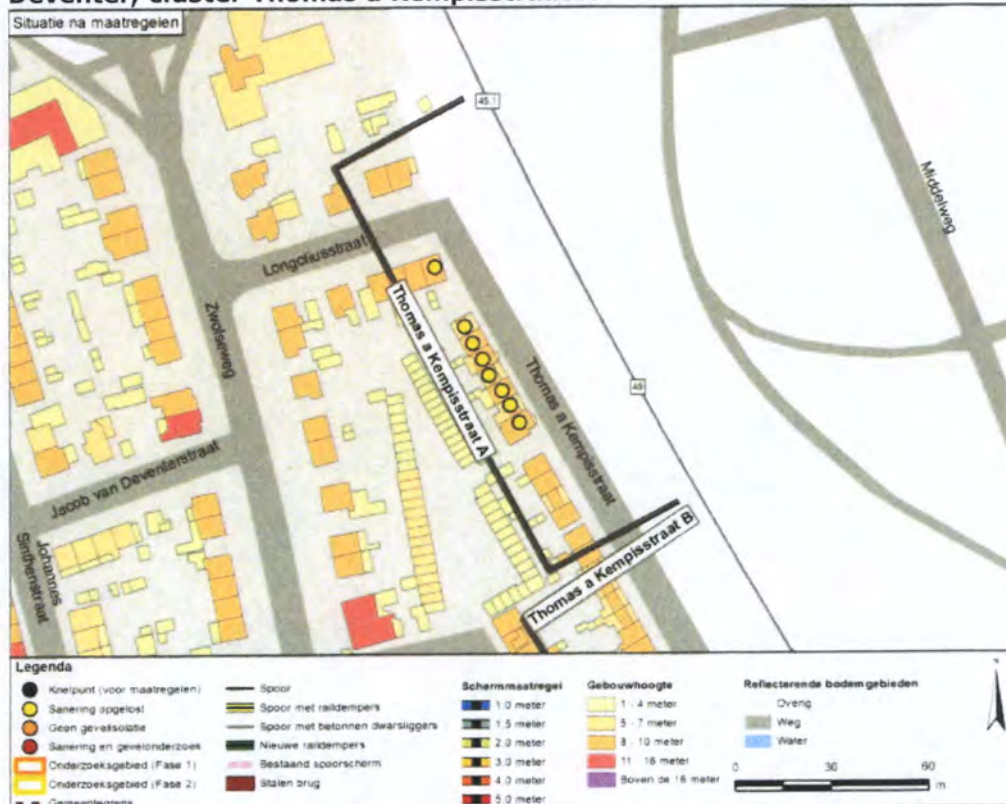 Situatie na maatregelen
45.1
Middelweg
Longoliusstraat
Zwolseweg
Thomas a Kempisstraat A
Thomas a Kempisstraat
49
Jacob van Deventerstraat
Johannes
Sinthenstraat
Thomas a Kempisstraat B
Legenda
Knelpunt (voor maatregelen)
Sanering opgelost
Geen gevelisolatie
Sanering en gevelonderzoek
Onderzoeksgebied (Fase 1)
Onderzoeksgebied (Fase 2)
Gemeentegrens
Spoor
Spoor met raildempers
Spoor met betonnen dwarsliggers
Nieuwe raildempers
Bestaand spoorscherm
Stalen brug
Schermmaatregel
1.0 meter
1.5 meter
2.0 meter
3.0 meter
4.0 meter
5.0 meter
Gebouwhoogte
1 - 4 meter
5 - 7 meter
8 - 10 meter
11 - 16 meter
Boven de 16 meter
Reflecterende bodemgebieden
Overig
Weg
Water
N
0 30 60
m